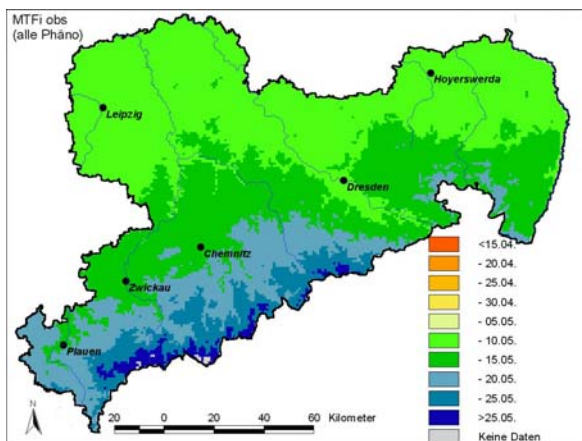 MTFi obs
(alle Phäno)
Hoyerswerda
Leipzig
Dresden
Chemnitz
Zwickau
Plauen
<15.04.
- 20.04.
- 25.04.
- 30.04.
- 05.05.
- 10.05.
- 15.05.
- 20.05.
- 25.05.
>25.05.
Keine Daten
N
20 0 20 40 60 Kilometer